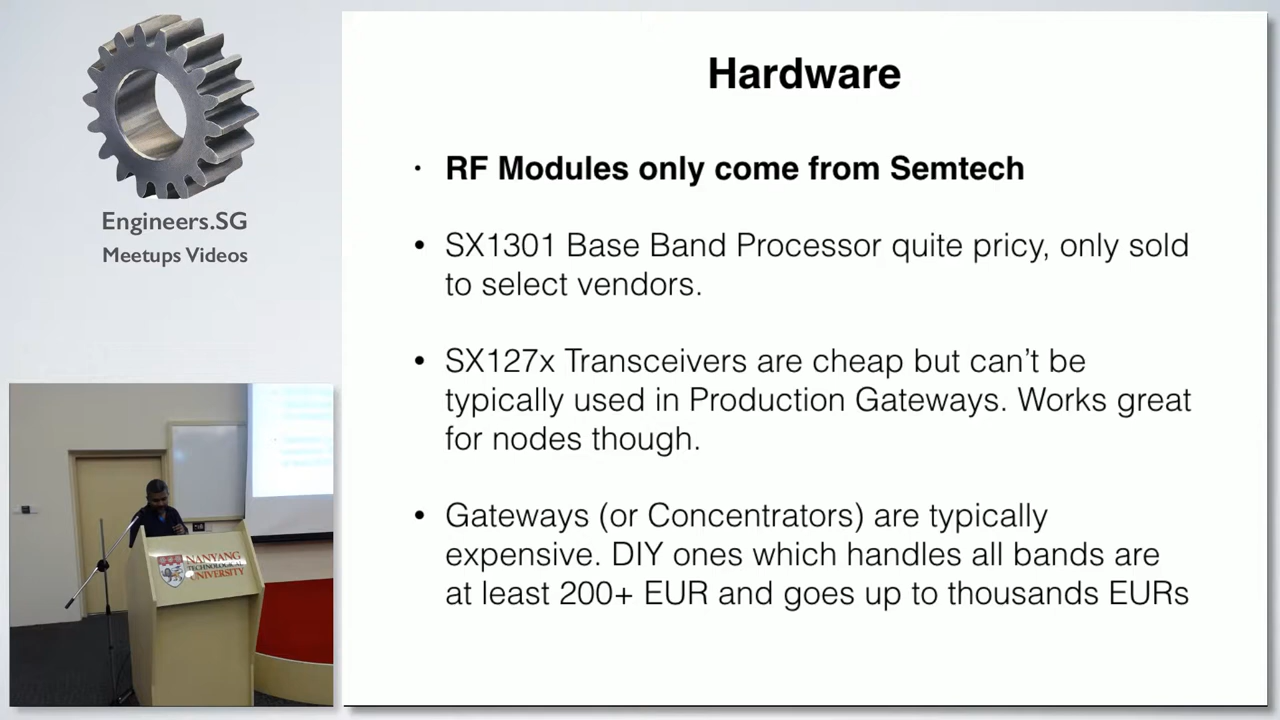 Engineers.SG
Meetups Videos
NANYANG
TECHNOLOGICAL
UNIVERSITY
Hardware
· RF Modules only come from Semtech
• SX1301 Base Band Processor quite pricy, only sold
to select vendors.
• SX127x Transceivers are cheap but can’t be
typically used in Production Gateways. Works great
for nodes though.
• Gateways (or Concentrators) are typically
expensive. DIY ones which handles all bands are
at least 200+ EUR and goes up to thousands EURs